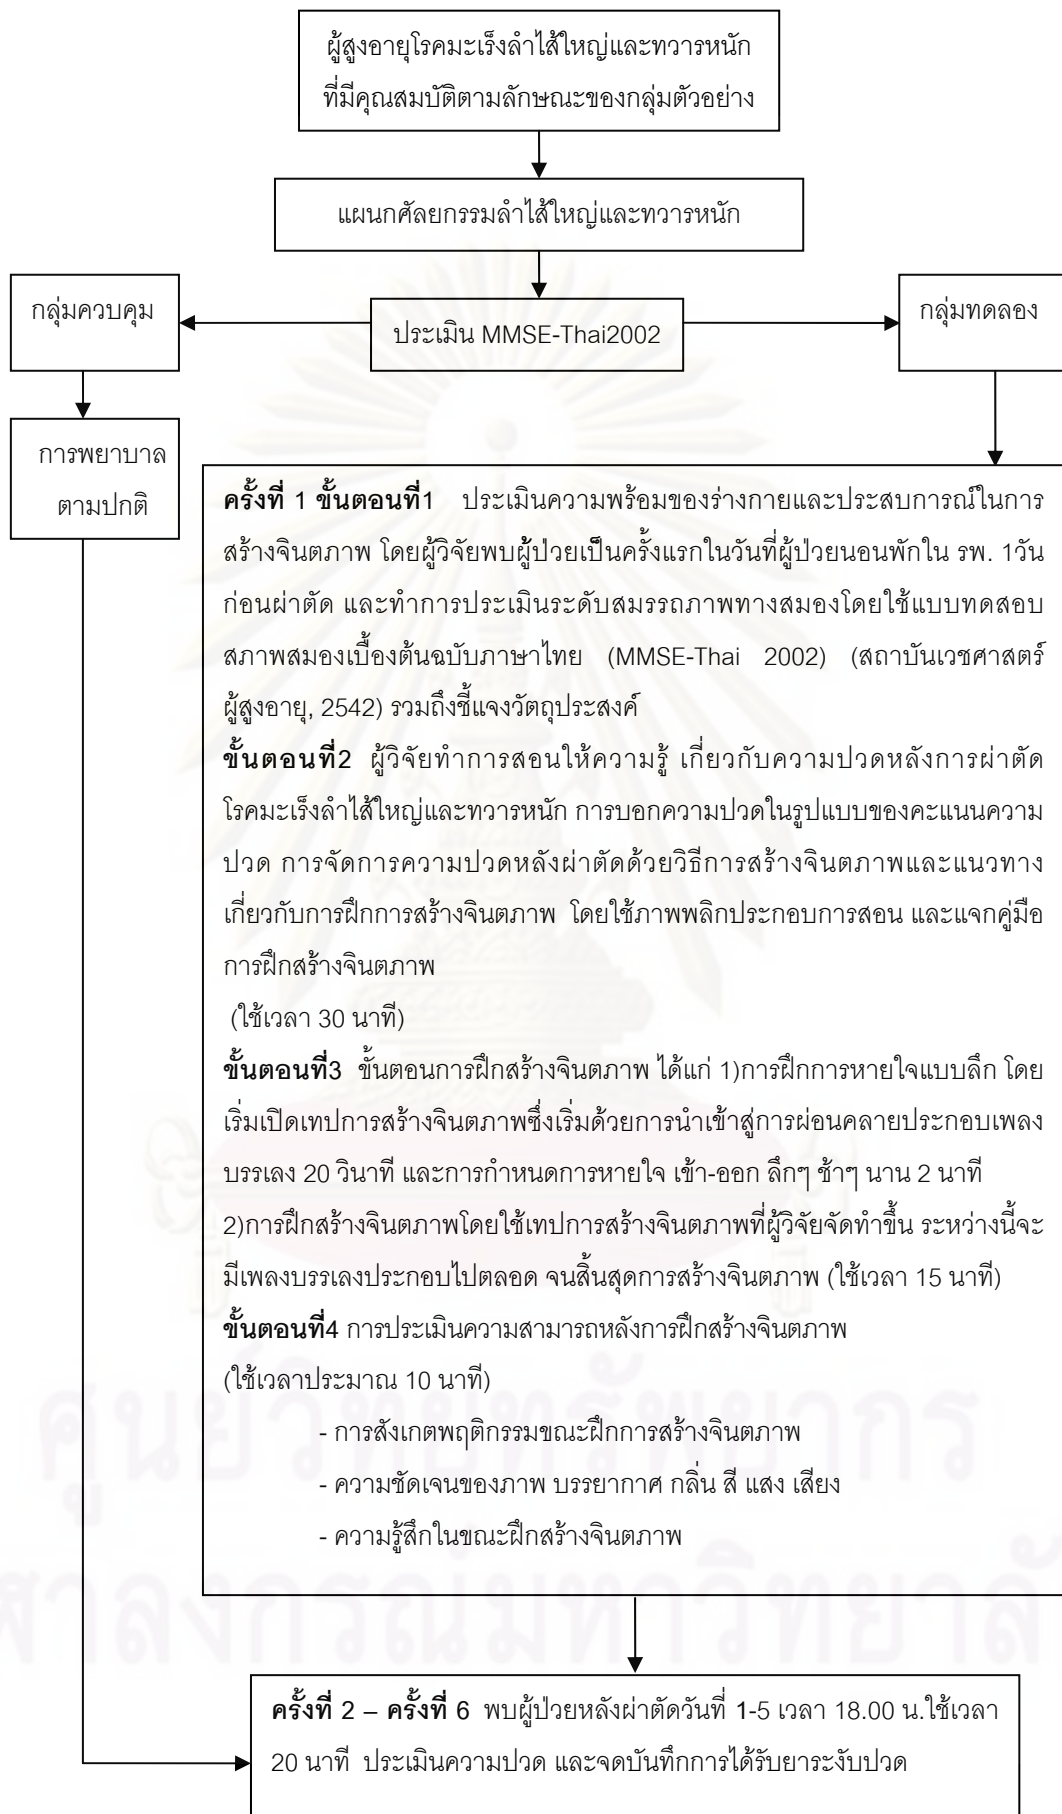 ผู้สูงอายุโรคมะเร็งลำไส้ใหญ่และทวารหนัก
ที่มีคุณสมบัติตามลักษณะของกลุ่มตัวอย่าง
แผนกศัลยกรรมลำไส้ใหญ่และทวารหนัก
กลุ่มควบคุม
ประเมิน MMSE-Thai2002
กลุ่มทดลอง
การพยาบาล
ตามปกติ
ครั้งที่ 1 ขั้นตอนที่1 ประเมินความพร้อมของร่างกายและประสบการณ์ในการ
สร้างจินตภาพ โดยผู้วิจัยพบผู้ป่วยเป็นครั้งแรกในวันที่ผู้ป่วยนอนพักใน รพ. 1วัน
ก่อนผ่าตัด และทำการประเมินระดับสมรรถภาพทางสมองโดยใช้แบบทดสอบ
สภาพสมองเบื้องต้นฉบับภาษาไทย (MMSE-Thai 2002) (สถาบันเวชศาสตร์
ผู้สูงอายุ, 2542) รวมถึงชี้แจงวัตถุประสงค์
ขั้นตอนที่2 ผู้วิจัยทำการสอนให้ความรู้ เกี่ยวกับความปวดหลังการผ่าตัด
โรคมะเร็งลำไส้ใหญ่และทวารหนัก การบอกความปวดในรูปแบบของคะแนนความ
ปวด การจัดการความปวดหลังผ่าตัดด้วยวิธีการสร้างจินตภาพและแนวทาง
เกี่ยวกับการฝึกการสร้างจินตภาพ โดยใช้ภาพพลิกประกอบการสอน และแจกคู่มือ
การฝึกสร้างจินตภาพ
(ใช้เวลา 30 นาที)
ขั้นตอนที่3 ขั้นตอนการฝึกสร้างจินตภาพ ได้แก่ 1)การฝึกการหายใจแบบลึก โดย
เริ่มเปิดเทปการสร้างจินตภาพซึ่งเริ่มด้วยการนำเข้าสู่การผ่อนคลายประกอบเพลง
บรรเลง 20 วินาที และการกำหนดการหายใจ เข้า-ออก ลึกๆ ช้าๆ นาน 2 นาที
2)การฝึกสร้างจินตภาพโดยใช้เทปการสร้างจินตภาพที่ผู้วิจัยจัดทำขึ้น ระหว่างนี้จะ
มีเพลงบรรเลงประกอบไปตลอด จนสิ้นสุดการสร้างจินตภาพ (ใช้เวลา 15 นาที)
ขั้นตอนที่4 การประเมินความสามารถหลังการฝึกสร้างจินตภาพ
(ใช้เวลาประมาณ 10 นาที)
- การสังเกตพฤติกรรมขณะฝึกการสร้างจินตภาพ
- ความชัดเจนของภาพ บรรยากาศ กลิ่น สี แสง เสียง
- ความรู้สึกในขณะฝึกสร้างจินตภาพ
ศูนย์วิทยทรัพยากร
ฬาลงกรณ์มหาวิทยาลั
ครั้งที่ 2 – ครั้งที่ 6 พบผู้ป่วยหลังผ่าตัดวันที่ 1-5 เวลา 18.00 น.ใช้เวลา
20 นาที ประเมินความปวด และจดบันทึกการได้รับยาระงับปวด